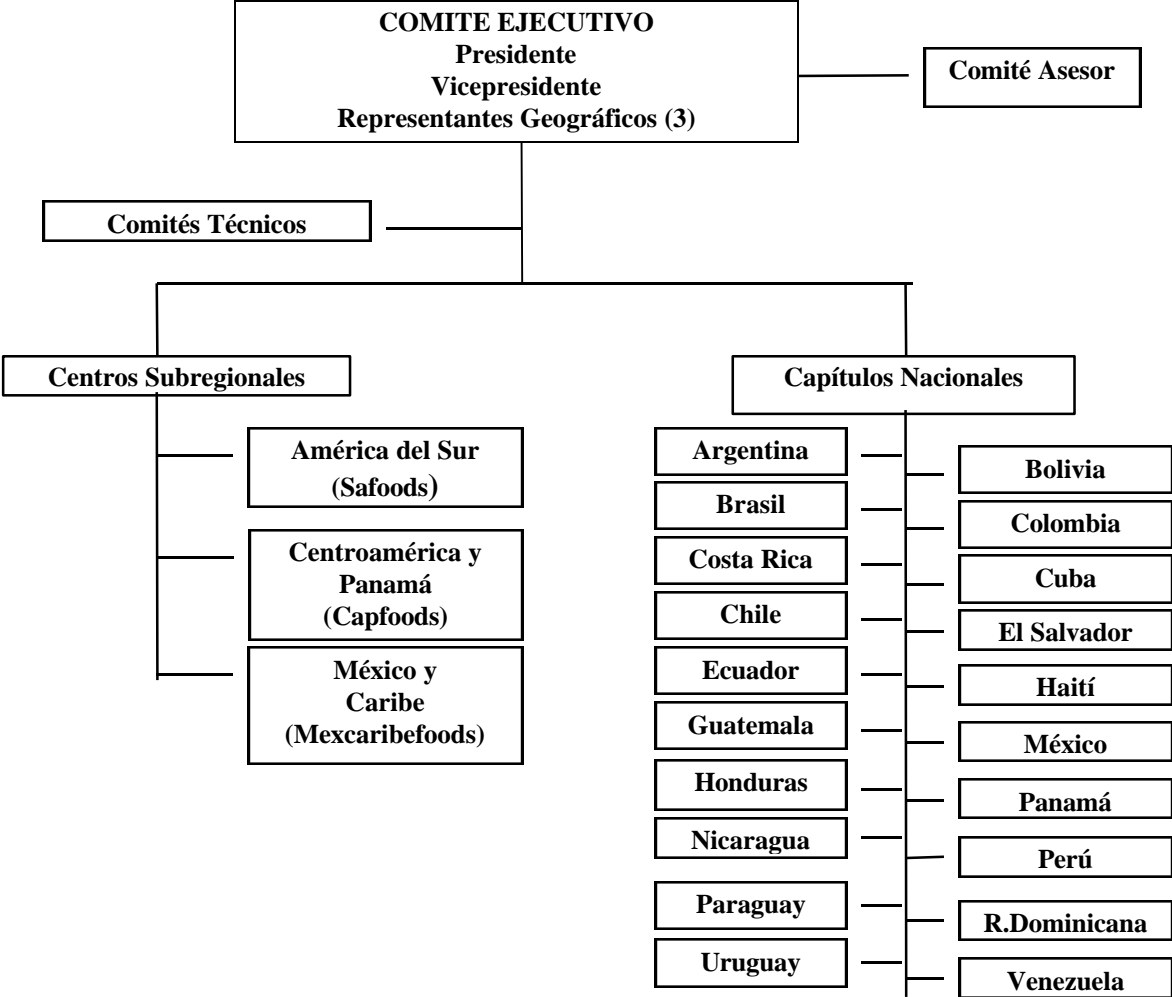 COMITE EJECUTIVO
Presidente
Vicepresidente
Representantes Geográficos (3)
Comité Asesor
Comités Técnicos
Centros Subregionales
América del Sur
(Safoods)
Centroamérica y
Panamá
(Capfoods)
México y
Caribe
(Mexcaribefoods)
Capítulos Nacionales
Argentina
Bolivia
Brasil
Colombia
Costa Rica
Cuba
Chile
El Salvador
Ecuador
Haití
Guatemala
México
Honduras
Panamá
Nicaragua
Perú
Paraguay
R.Dominicana
Uruguay
Venezuela